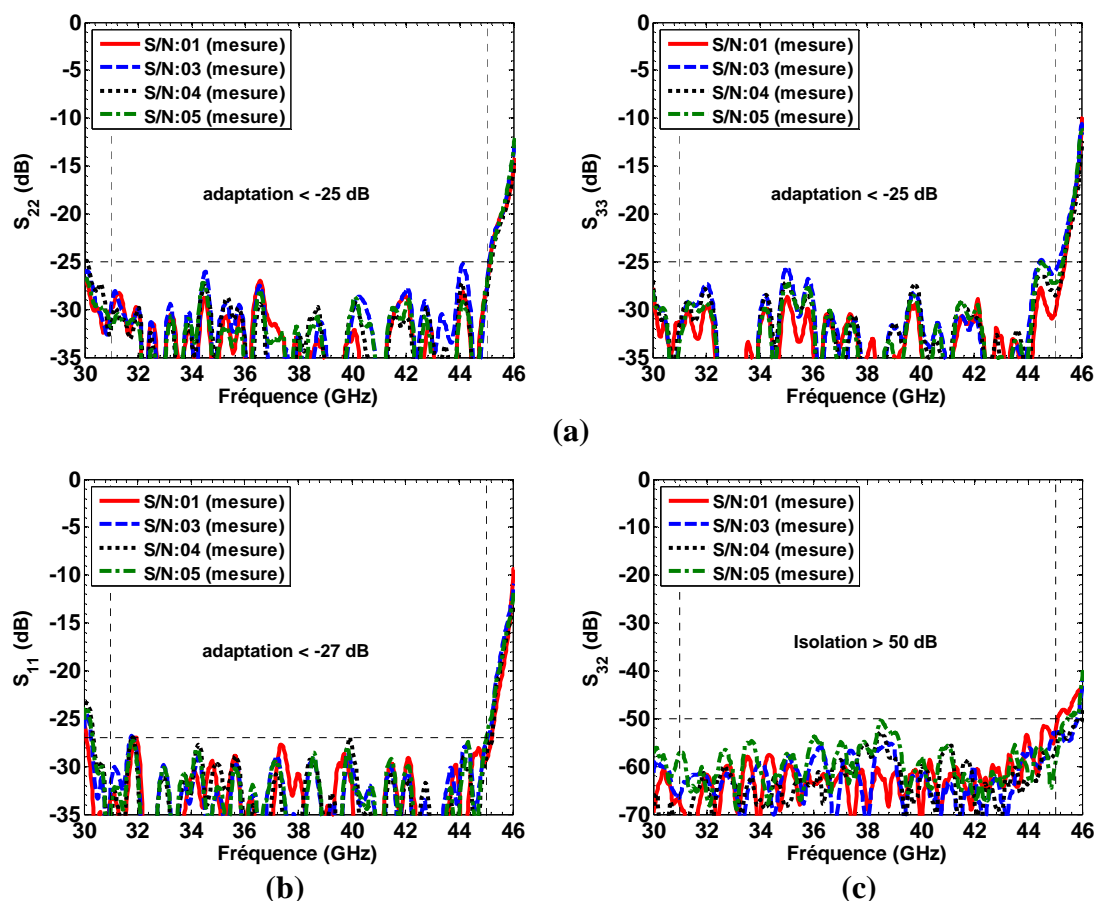 0
-5
-10
-15
-20
-25
-30
-35
S22 (dB)
S/N:01 (mesure)
S/N:03 (mesure)
S/N:04 (mesure)
S/N:05 (mesure)
adaptation < -25 dB
30 32 34 36 38 40 42 44 46
Fréquence (GHz)
0
-5
-10
-15
-20
-25
-30
-35
S33 (dB)
S/N:01 (mesure)
S/N:03 (mesure)
S/N:04 (mesure)
S/N:05 (mesure)
adaptation < -25 dB
30 32 34 36 38 40 42 44 46
Fréquence (GHz)
(a)
0
-5
-10
-15
-20
-25
-30
-35
S11 (dB)
S/N:01 (mesure)
S/N:03 (mesure)
S/N:04 (mesure)
S/N:05 (mesure)
adaptation < -27 dB
30 32 34 36 38 40 42 44 46
Fréquence (GHz)
(b)
0
-10
-20
-30
-40
-50
-60
-70
S32 (dB)
S/N:01 (mesure)
S/N:03 (mesure)
S/N:04 (mesure)
S/N:05 (mesure)
Isolation > 50 dB
30 32 34 36 38 40 42 44 46
Fréquence (GHz)
(c)